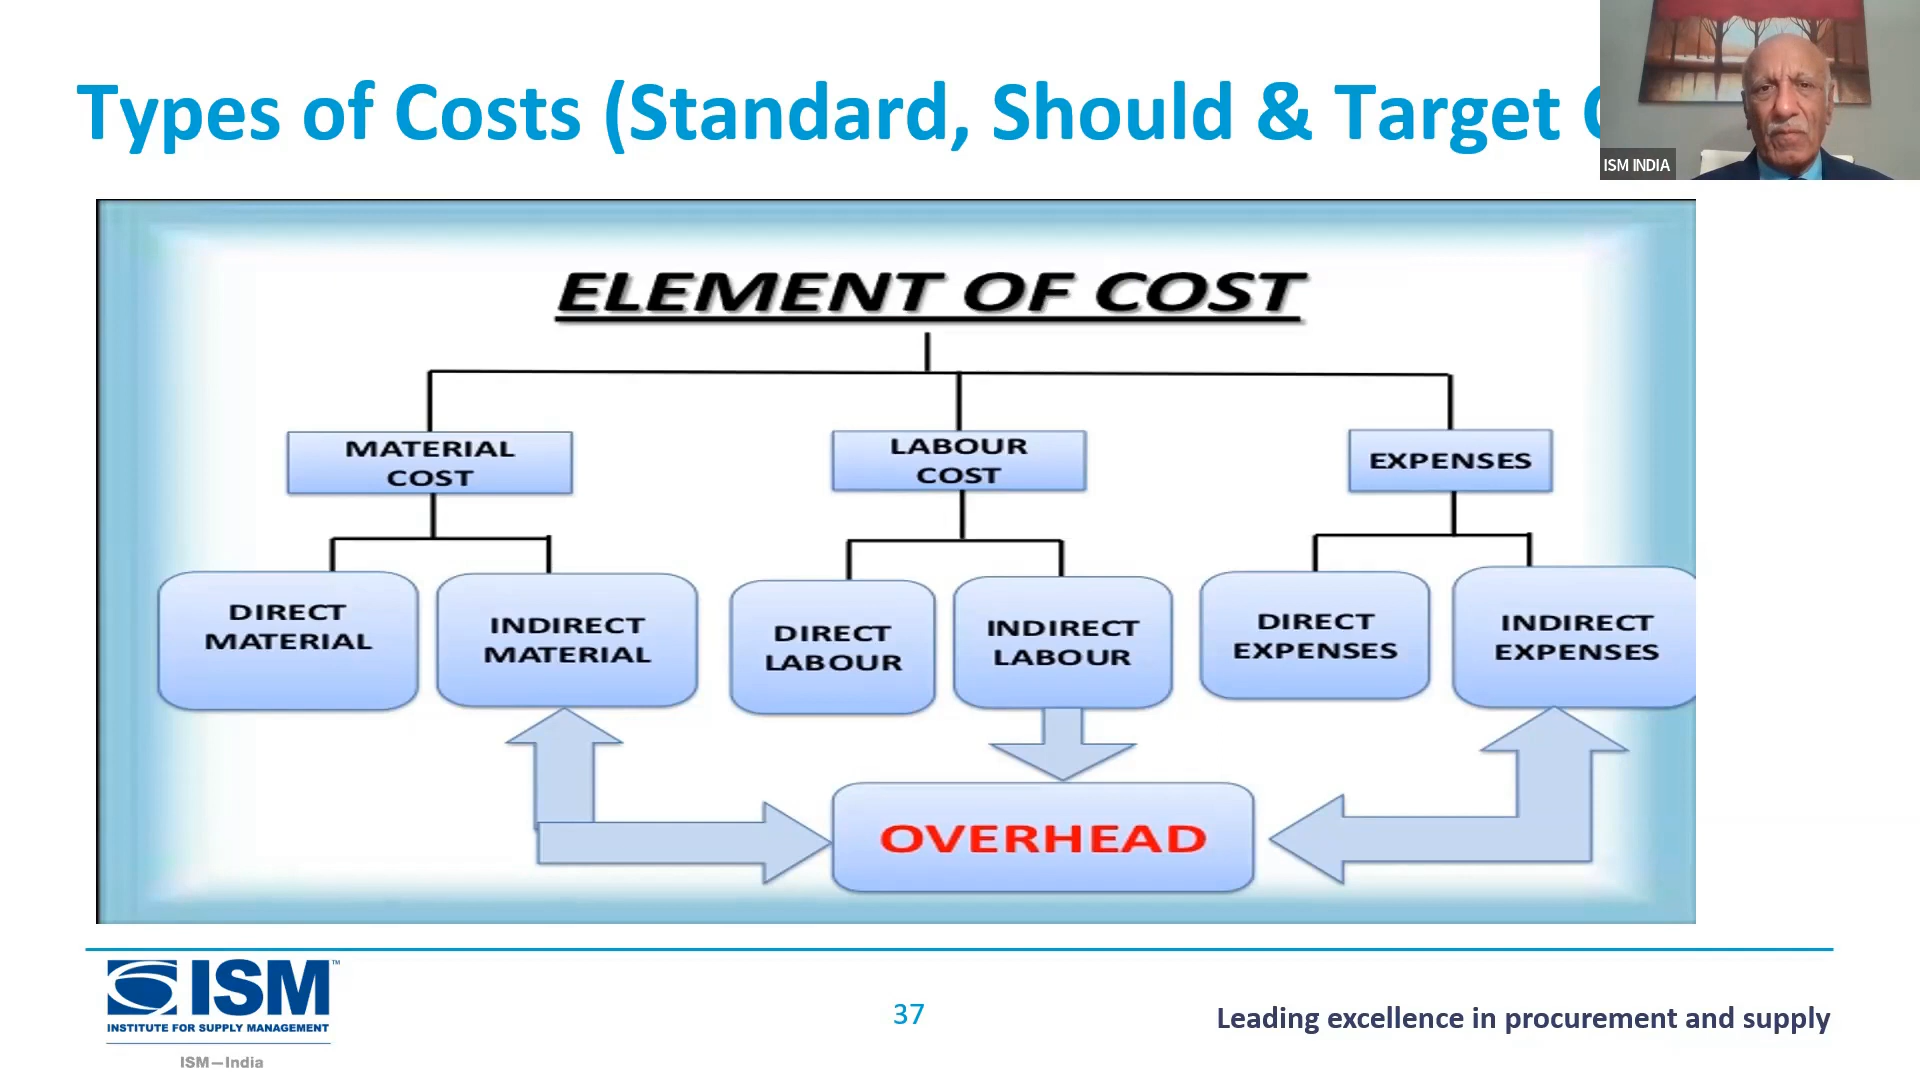 Types of Costs (Standard, Should & Target
ISM INDIA
ELEMENT OF COST
MATERIAL
COST
LABOUR
COST
EXPENSES
DIRECT
MATERIAL
INDIRECT
MATERIAL
DIRECT
LABOUR
INDIRECT
LABOUR
DIRECT
EXPENSES
INDIRECT
EXPENSES
OVERHEAD
ISM™
INSTITUTE FOR SUPPLY MANAGEMENT
ISM—India
37
Leading excellence in procurement and supply